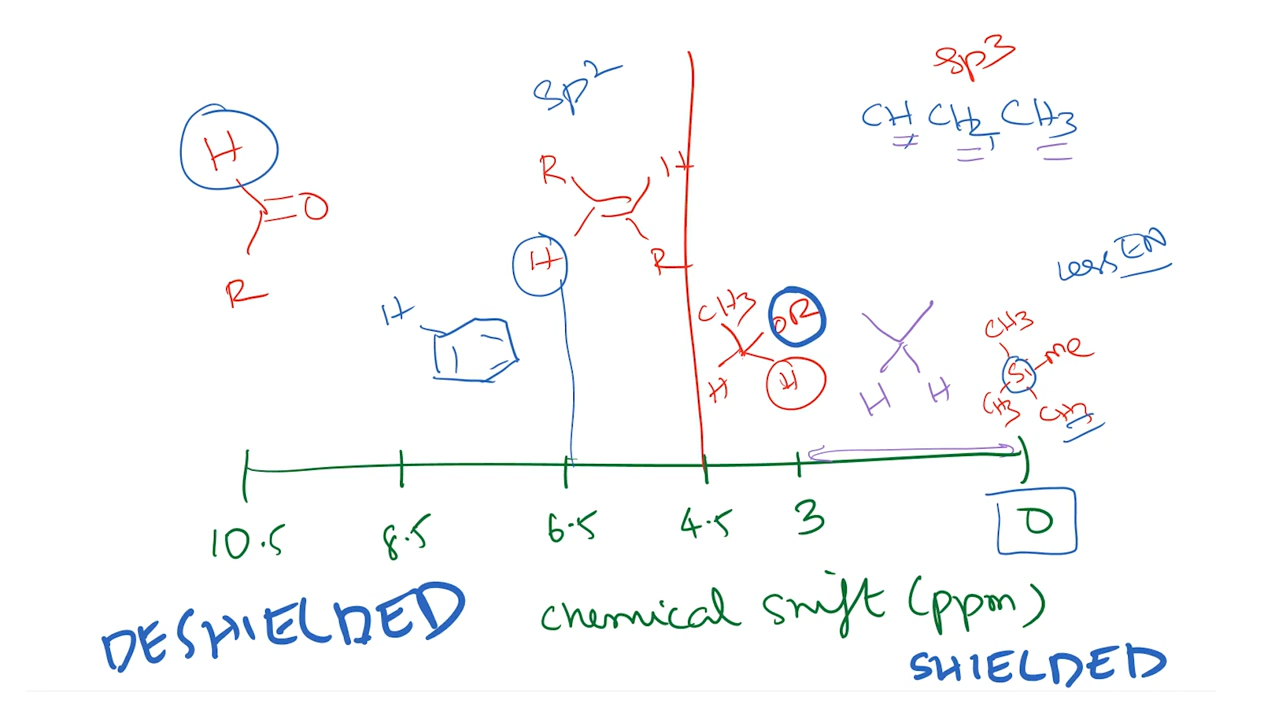 sp2
sp3
CH CH2 CH3
H
O
R
R
H
H
R
less EN
H
CH3
OR
H
H
H
H
CH3
Si
Me
CH3
CH3
10.5
8.5
6.5
4.5
3
0
chemical shift (ppm)
DESHIELDED
SHIELDED